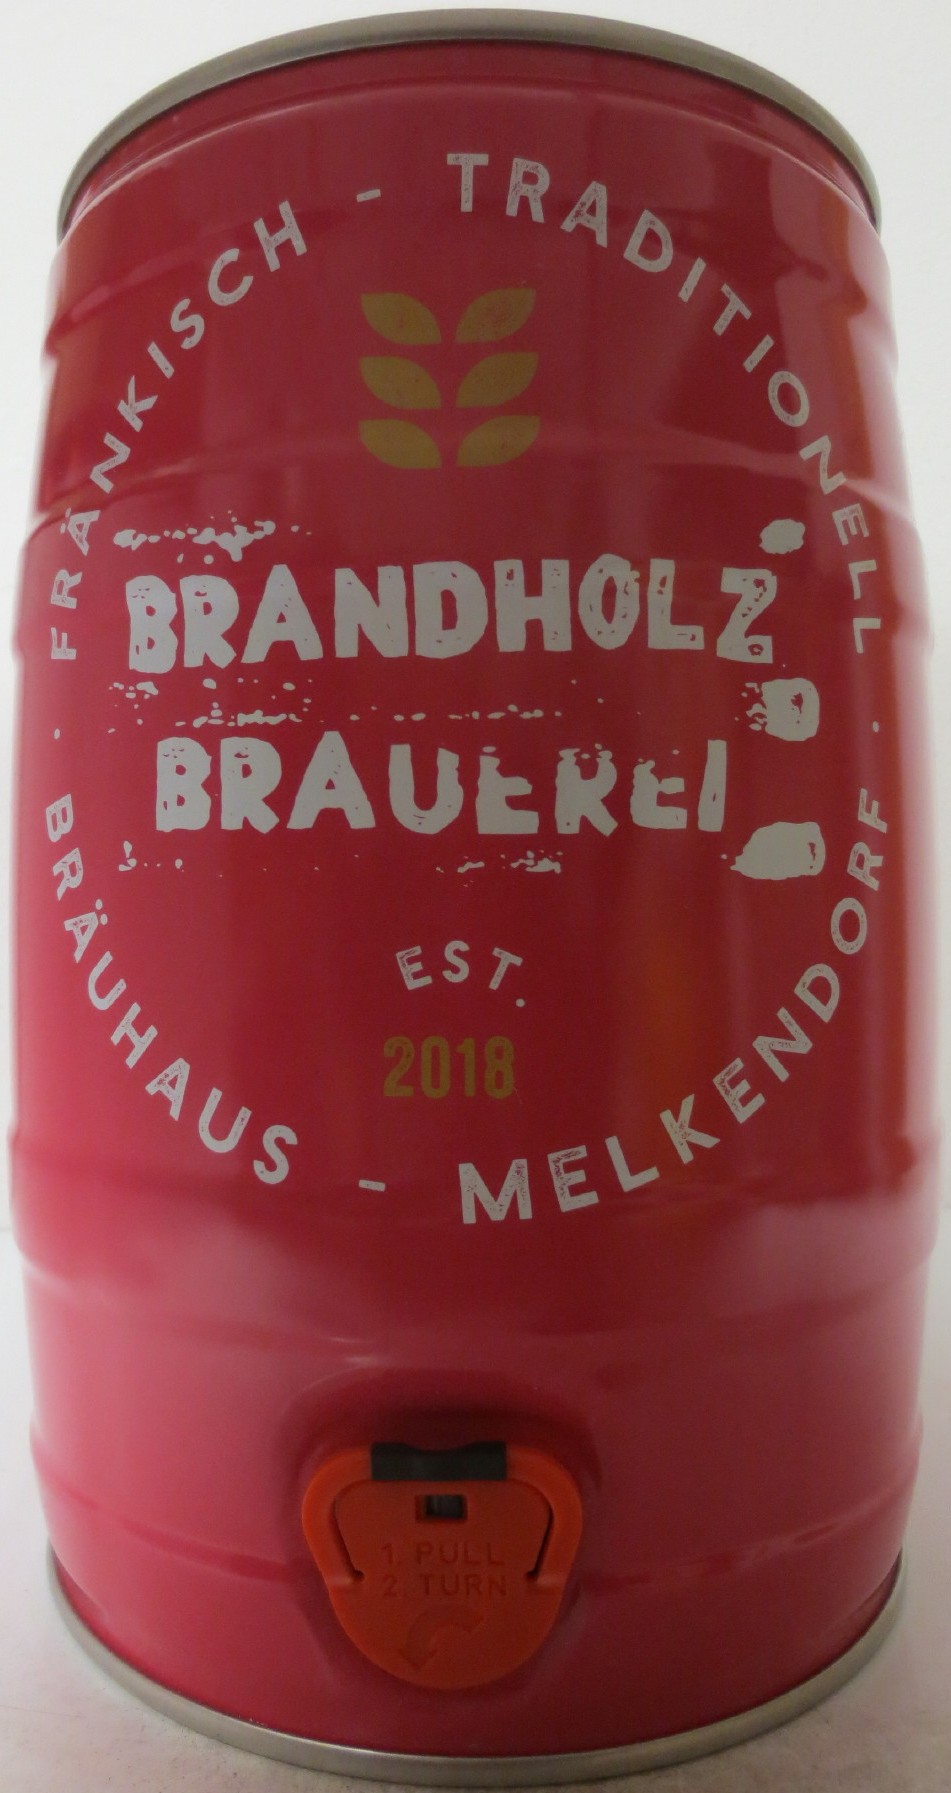 FRÄNKISCH - TRADITIONELL
BRANDHOLZ
BRAUEREI
EST.
2018
· BRÄUHAUS - MELKENDORF ·
1. PULL
2. TURN